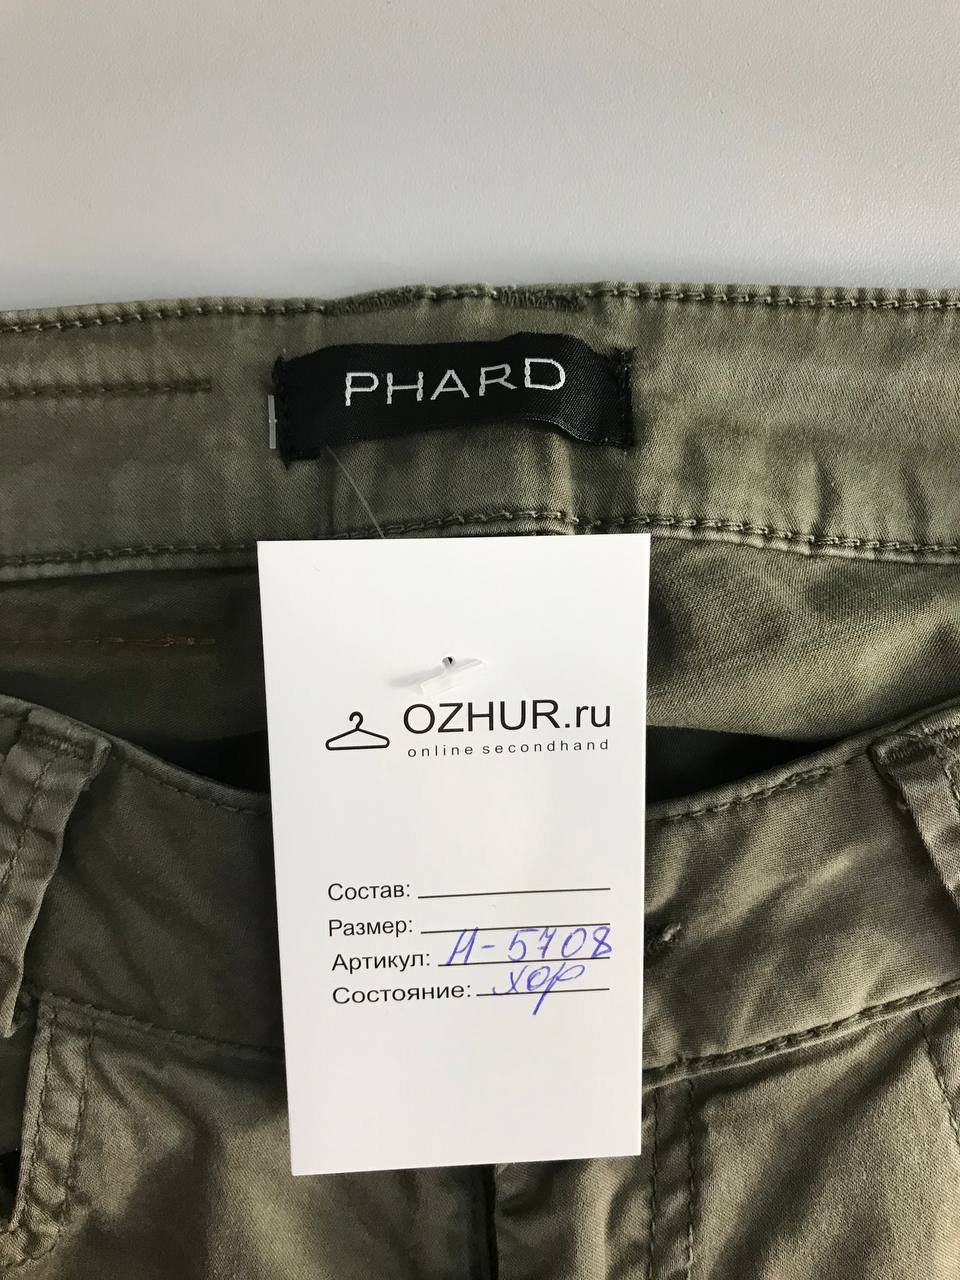 PHARD
OZHUR.ru
online secondhand
Состав:
Размер:
Артикул: И-5708
Состояние: хор